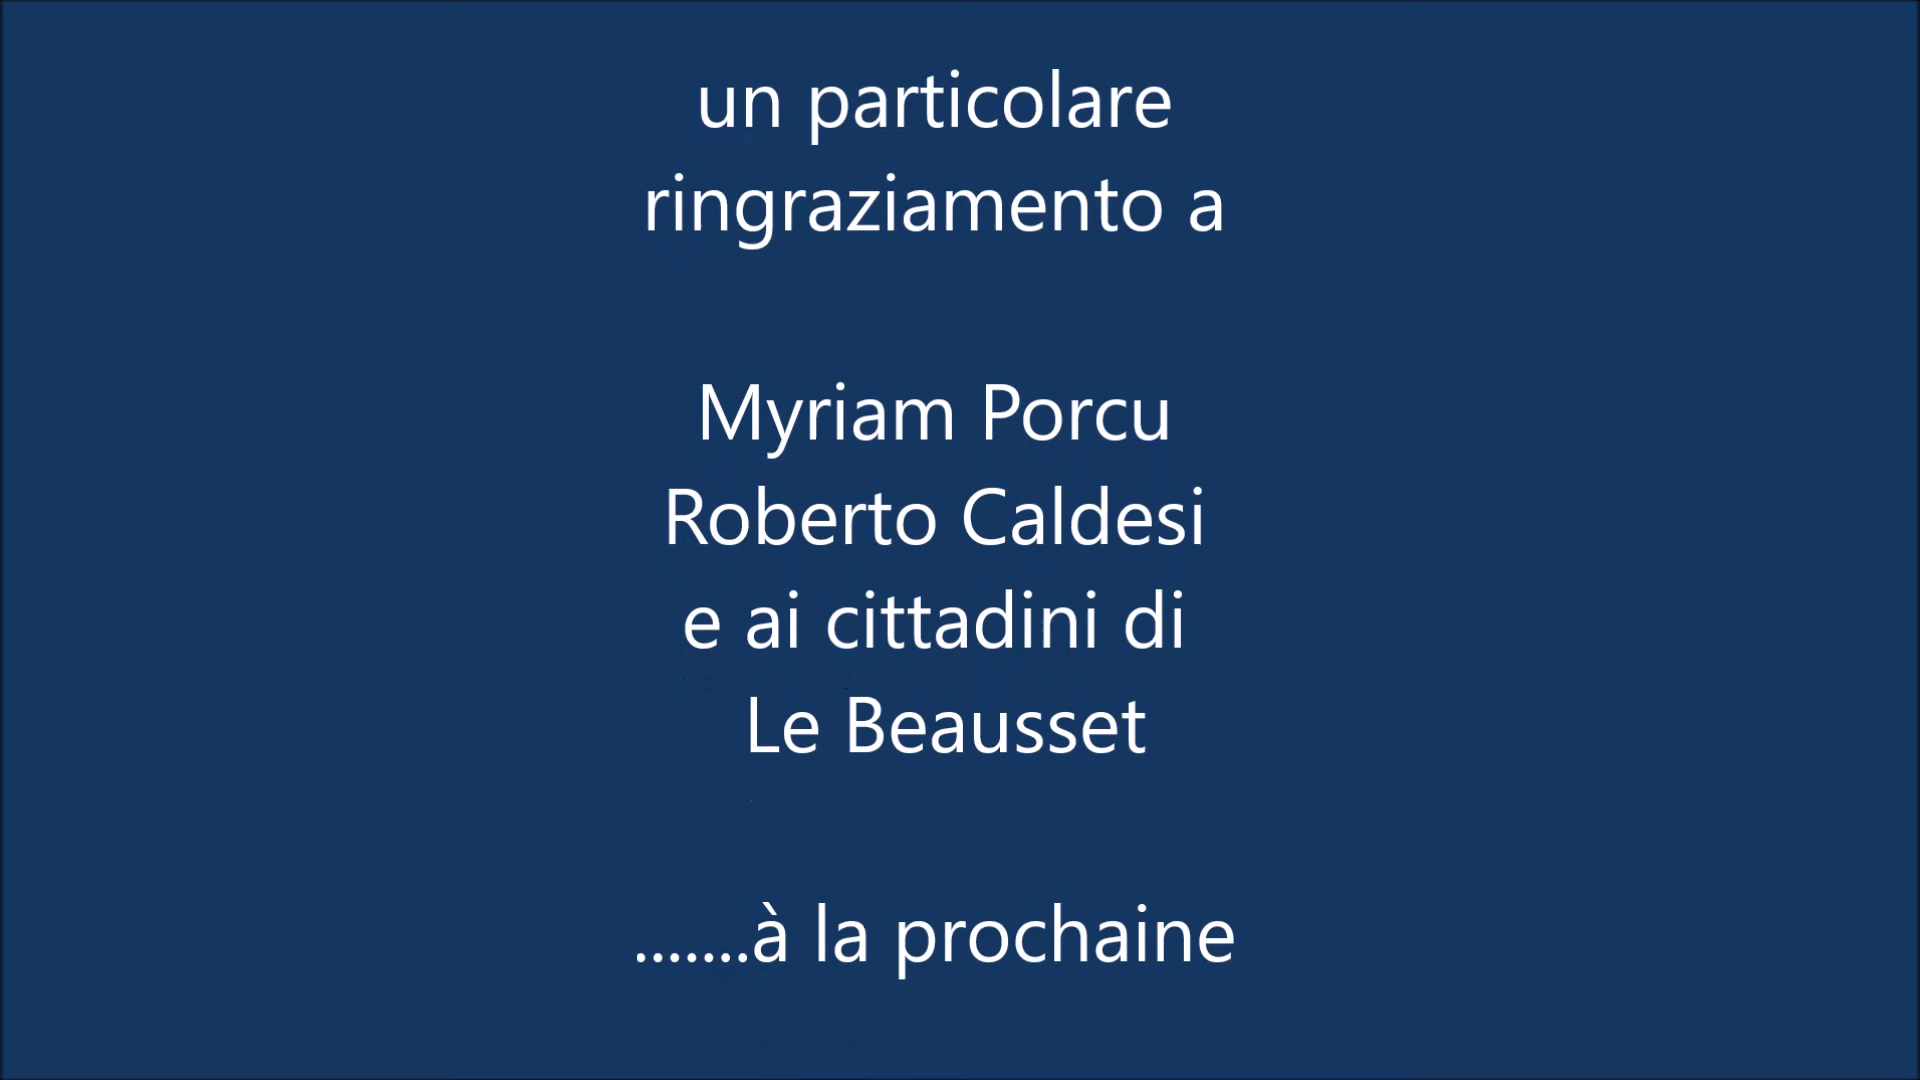 un particolare
ringraziamento a
Myriam Porcu
Roberto Caldesi
e ai cittadini di
Le Beausset
.......à la prochaine